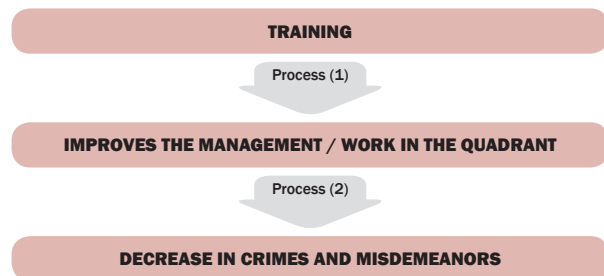 TRAINING
Process (1)
IMPROVES THE MANAGEMENT / WORK IN THE QUADRANT
Process (2)
DECREASE IN CRIMES AND MISDEMEANORS